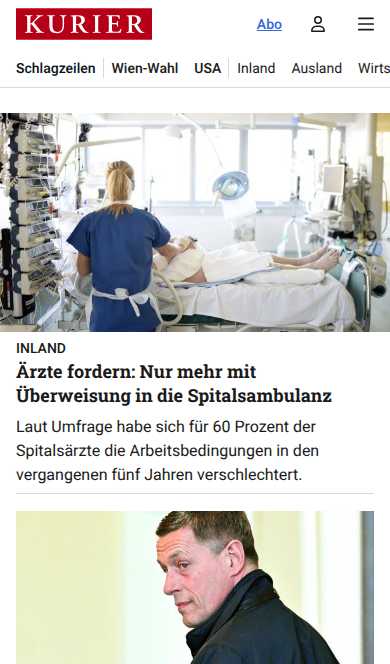 KURIER
Abo
Schlagzeilen
Wien-Wahl
USA
Inland
Ausland
Wirts
INLAND
Ärzte fordern: Nur mehr mit
Überweisung in die Spitalsambulanz
Laut Umfrage habe sich für 60 Prozent der
Spitalsärzte die Arbeitsbedingungen in den
vergangenen fünf Jahren verschlechtert.